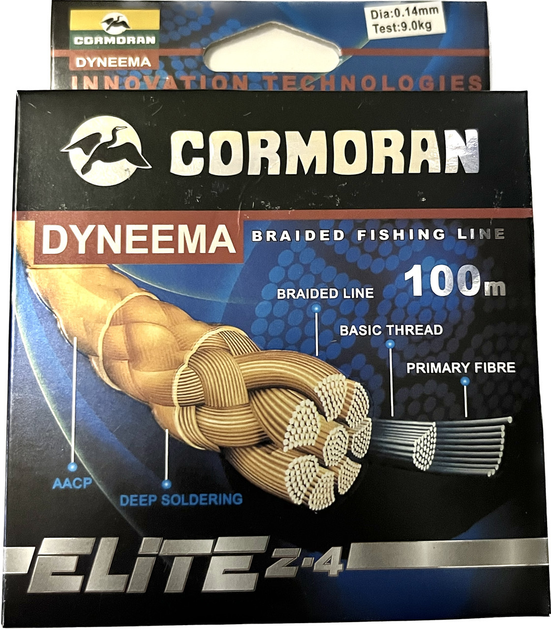 Dia:0.14mm
Test:9.0kg
CORMORAN
DYNEEMA
INNOVATION TECHNOLOGIES
CORMORAN
DYNEEMA
BRAIDED FISHING LINE
100m
BRAIDED LINE
BASIC THREAD
PRIMARY FIBRE
AACP
DEEP SOLDERING
ELITE 2-4